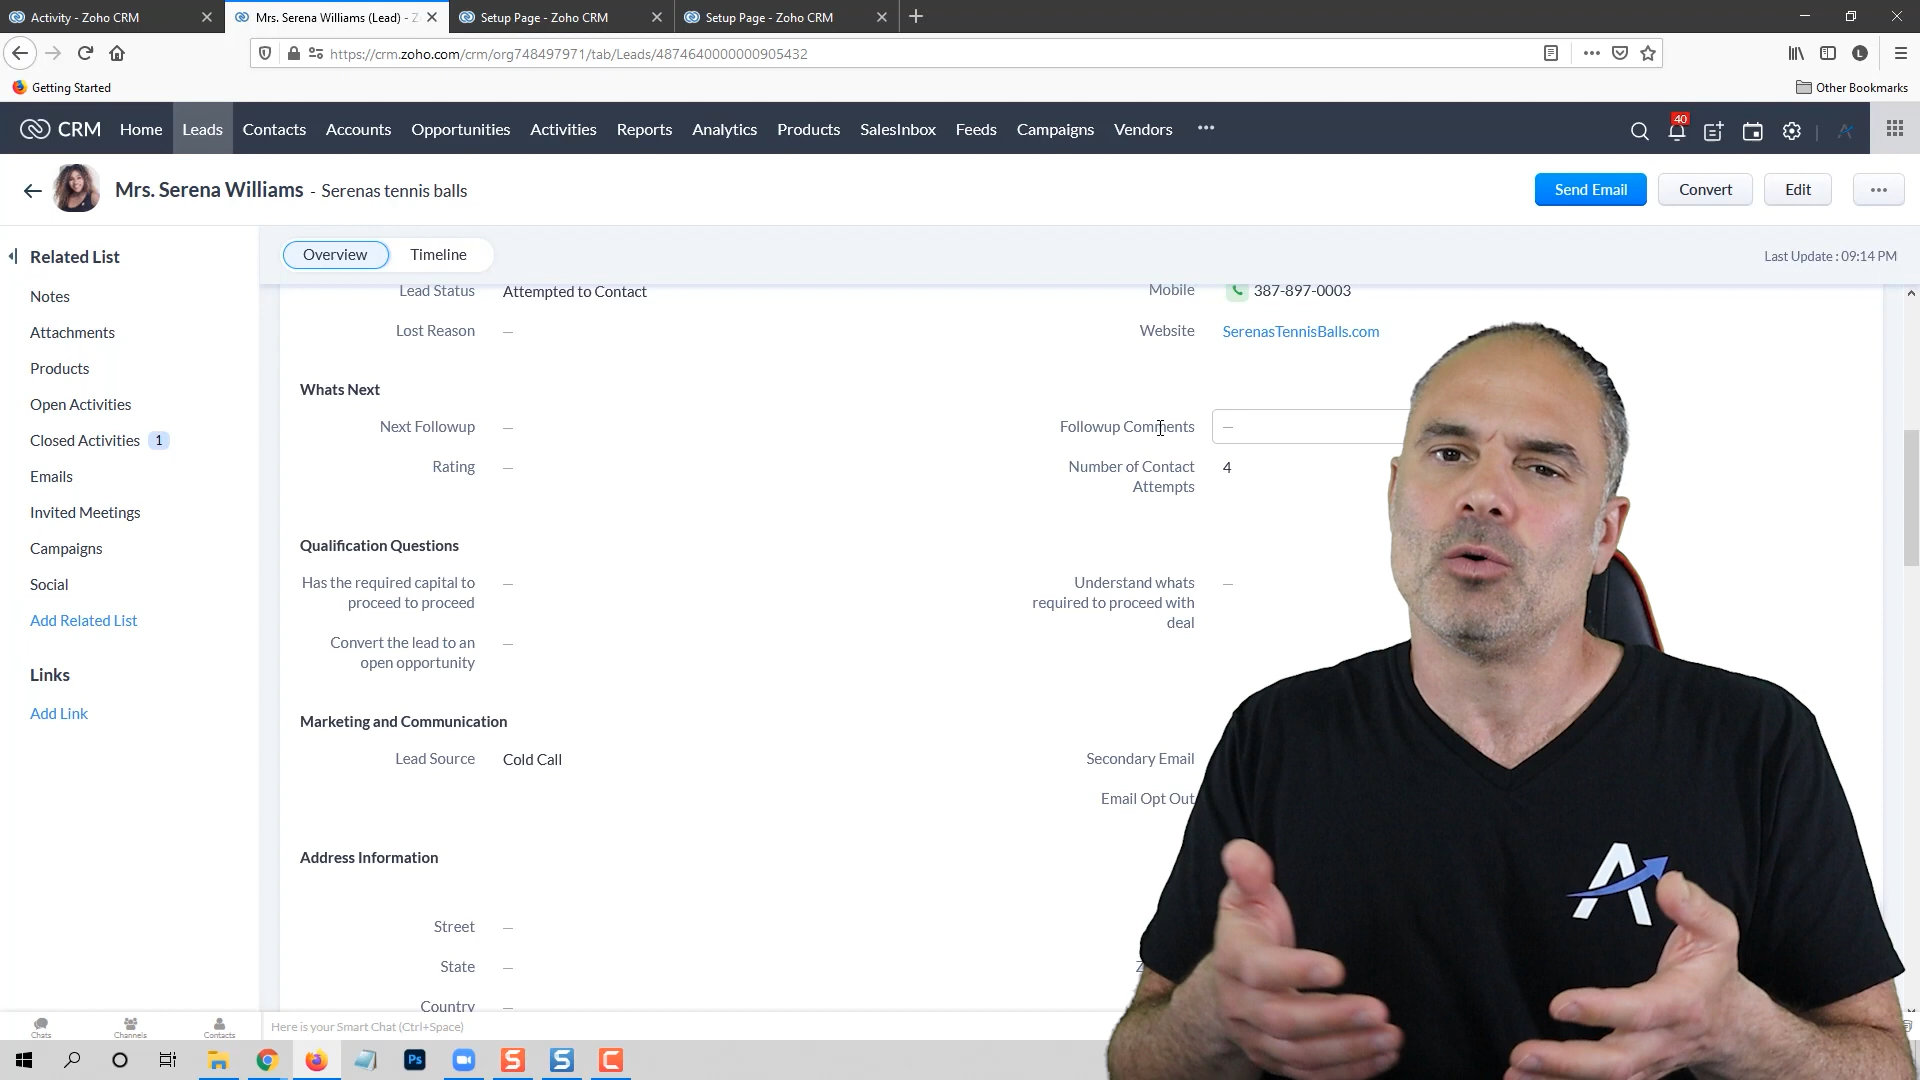 Activity - Zoho CRM
Mrs. Serena Williams (Lead) - Z
Setup Page - Zoho CRM
Setup Page - Zoho CRM
https://crm.zoho.com/crm/org748497971/tab/Leads/4874640000000905432
Getting Started
Other Bookmarks
CRM Home Leads Contacts Accounts Opportunities Activities Reports Analytics Products SalesInbox Feeds Campaigns Vendors
40
Mrs. Serena Williams - Serenas tennis balls
Send Email Convert Edit
Related List
Notes
Attachments
Products
Open Activities
Closed Activities 1
Emails
Invited Meetings
Campaigns
Social
Add Related List
Links
Add Link
Overview Timeline
Last Update : 09:14 PM
Lead Status Attempted to Contact
Mobile 387-897-0003
Lost Reason —
Website SerenasTennisBalls.com
Whats Next
Next Followup —
Followup Comments —
Rating —
Number of Contact
Attempts 4
Qualification Questions
Has the required capital to
proceed to proceed —
Understand whats
required to proceed with
deal —
Convert the lead to an
open opportunity —
Marketing and Communication
Lead Source Cold Call
Secondary Email
Email Opt Out
Address Information
Street —
State —
Z
Country —
Chats Channels Contacts
Here is your Smart Chat (Ctrl+Space)
Ps